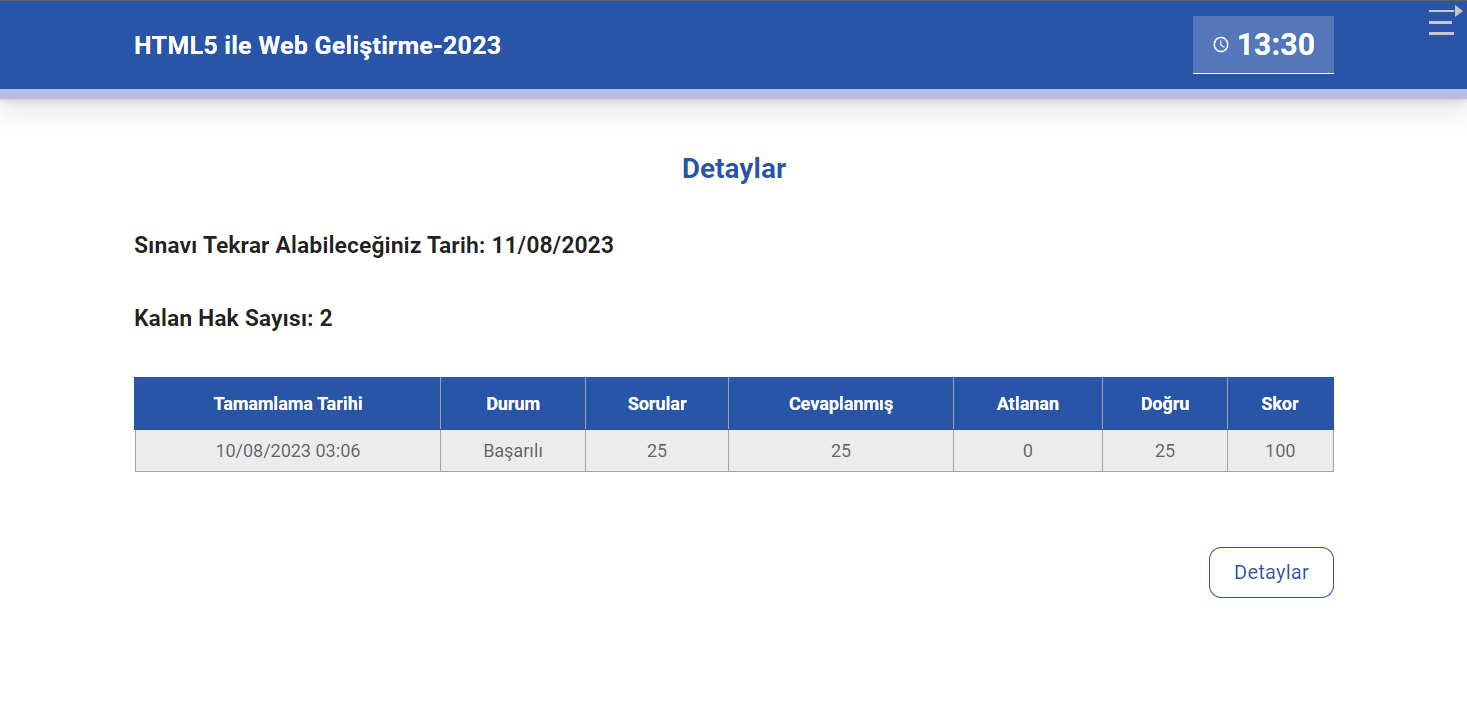 HTML5 ile Web Geliştirme-2023
13:30
Detaylar
Sınavı Tekrar Alabileceğiniz Tarih: 11/08/2023
Kalan Hak Sayısı: 2
Tamamlama Tarihi Durum Sorular Cevaplanmış Atlanan Doğru Skor
10/08/2023 03:06 Başarılı 25 25 0 25 100
Detaylar